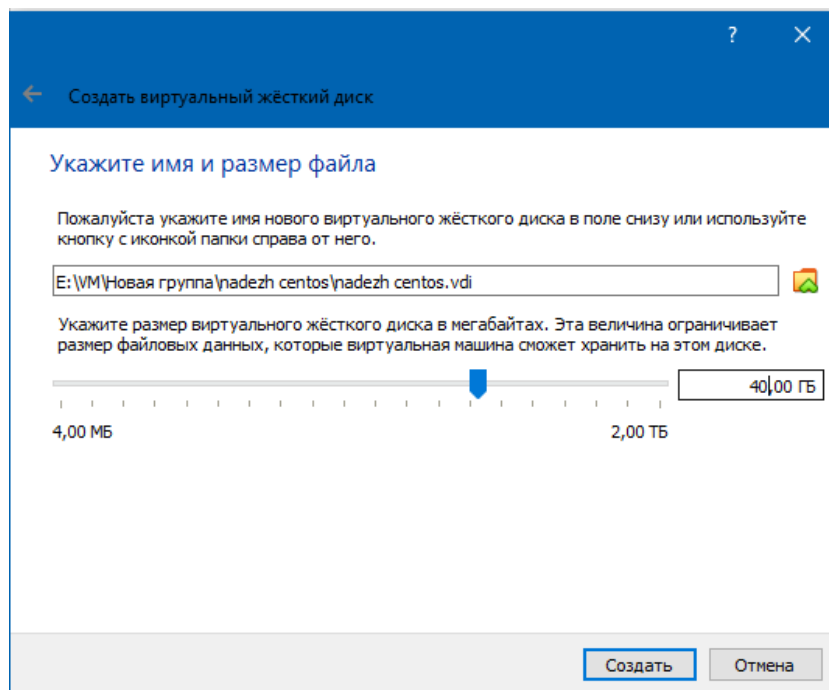 ?
Создать виртуальный жёсткий диск
Укажите имя и размер файла
Пожалуйста укажите имя нового виртуального жёсткого диска в поле снизу или используйте
кнопку с иконкой папки справа от него.
E:\VM\Новая группа\nadezh centos\nadezh centos.vdi
Укажите размер виртуального жёсткого диска в мегабайтах. Эта величина ограничивает
размер файловых данных, которые виртуальная машина сможет хранить на этом диске.
40,00 ГБ
4,00 МБ 2,00 ТБ
Создать Отмена